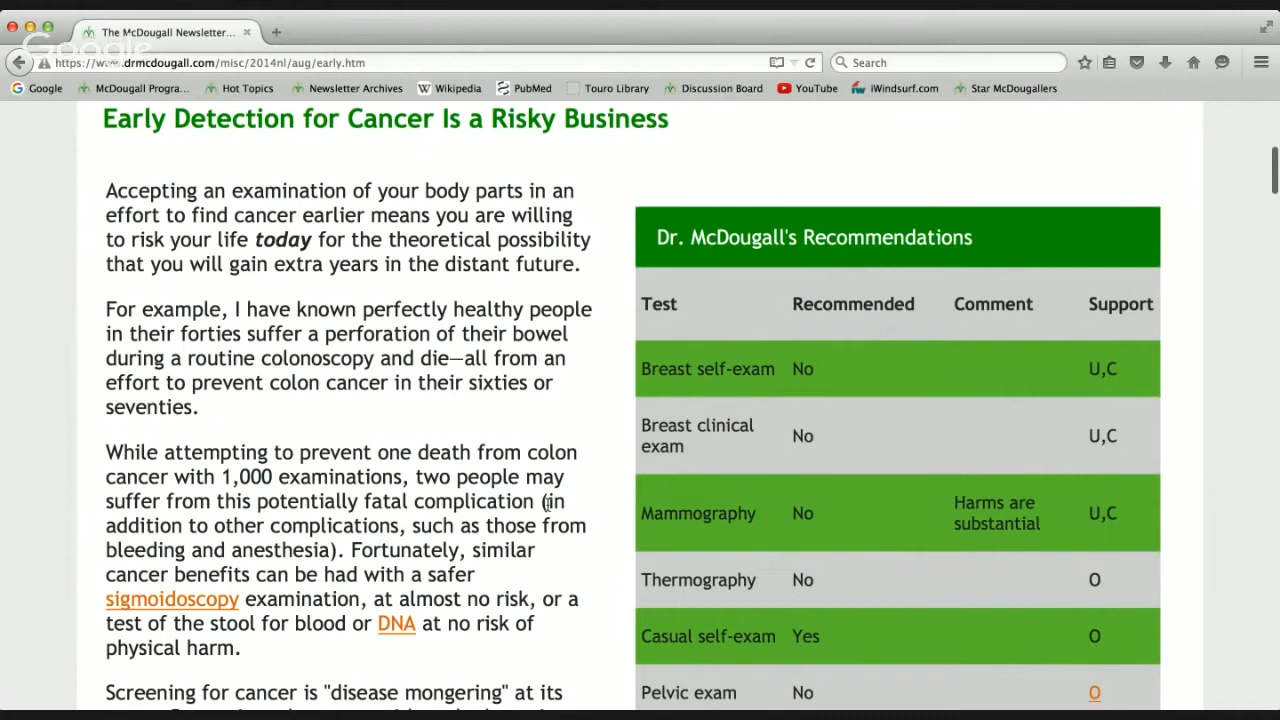 The McDougall Newsletter...
Google
https://www.drmcdougall.com/misc/2014nl/aug/early.htm
Search
Google
McDougall Progra...
Hot Topics
Newsletter Archives
Wikipedia
PubMed
Touro Library
Discussion Board
YouTube
iWindsurf.com
Star McDougallers
Early Detection for Cancer Is a Risky Business
Accepting an examination of your body parts in an
effort to find cancer earlier means you are willing
to risk your life today for the theoretical possibility
that you will gain extra years in the distant future.
For example, I have known perfectly healthy people
in their forties suffer a perforation of their bowel
during a routine colonoscopy and die—all from an
effort to prevent colon cancer in their sixties or
seventies.
While attempting to prevent one death from colon
cancer with 1,000 examinations, two people may
suffer from this potentially fatal complication (in
addition to other complications, such as those from
bleeding and anesthesia). Fortunately, similar
cancer benefits can be had with a safer
sigmoidoscopy examination, at almost no risk, or a
test of the stool for blood or DNA at no risk of
physical harm.
Screening for cancer is "disease mongering" at its
Dr. McDougall's Recommendations
Test Recommended Comment Support
Breast self-exam No U,C
Breast clinical
exam No U,C
Mammography No Harms are
substantial U,C
Thermography No O
Casual self-exam Yes O
Pelvic exam No O